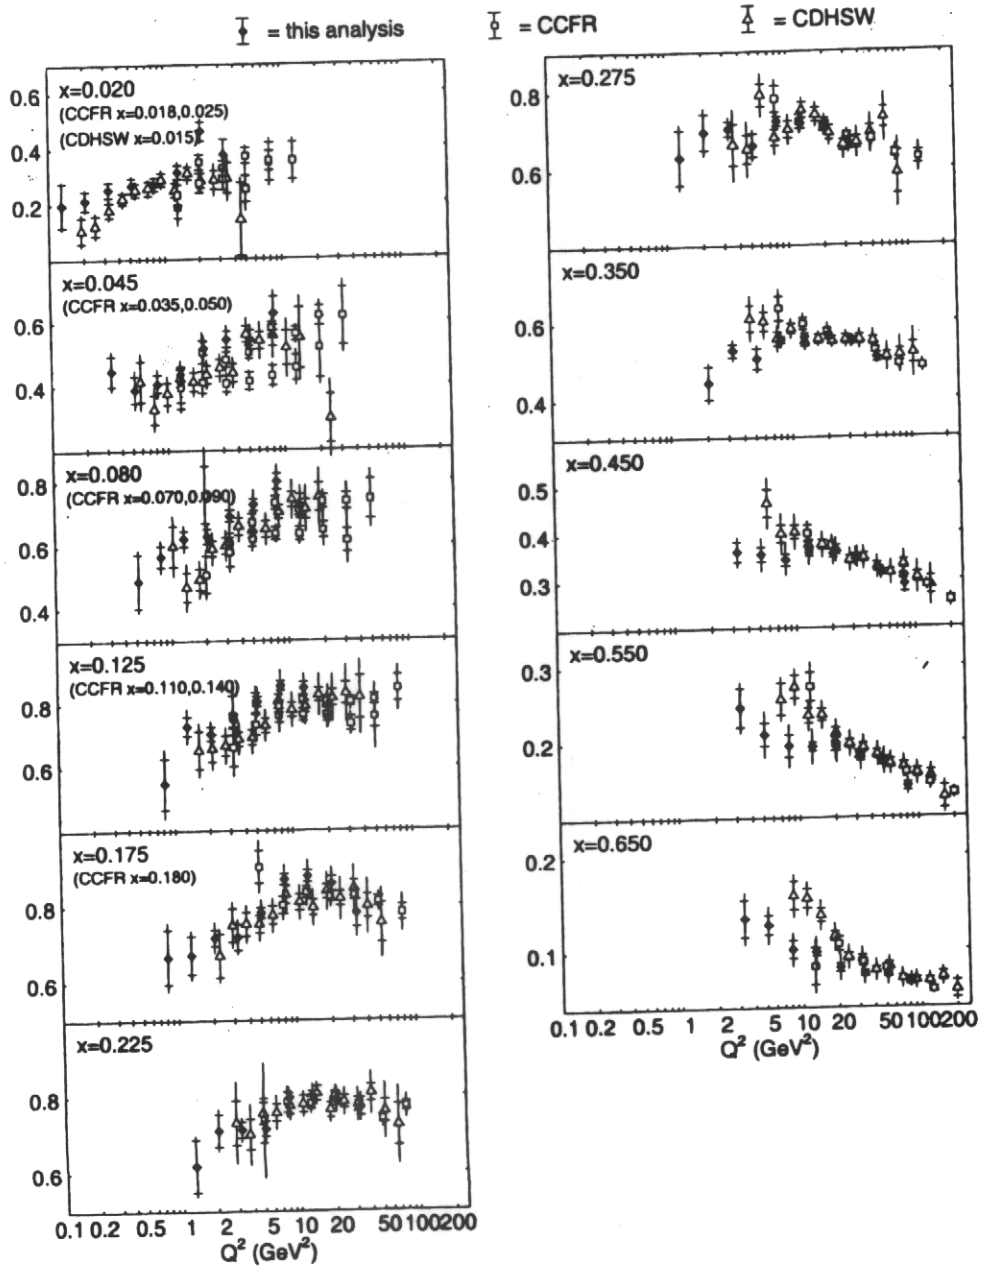 = this analysis = CCFR = CDHSW
x=0.020
(CCFR x=0.018,0.025)
(CDHSW x=0.015)
0.6
0.4
0.2
x=0.045
(CCFR x=0.035,0.050)
0.6
0.4
x=0.080
(CCFR x=0.070,0.090)
0.8
0.6
0.4
x=0.125
(CCFR x=0.110,0.140)
0.8
0.6
x=0.175
(CCFR x=0.180)
0.8
0.6
x=0.225
0.8
0.6
0.1 0.2 0.5 1 2 5 10 20 50 100 200
Q² (GeV²)
x=0.275
0.8
0.6
x=0.350
0.6
0.4
x=0.450
0.5
0.4
0.3
x=0.550
0.3
0.2
x=0.650
0.2
0.1
0.1 0.2 0.5 1 2 5 10 20 50 100 200
Q² (GeV²)